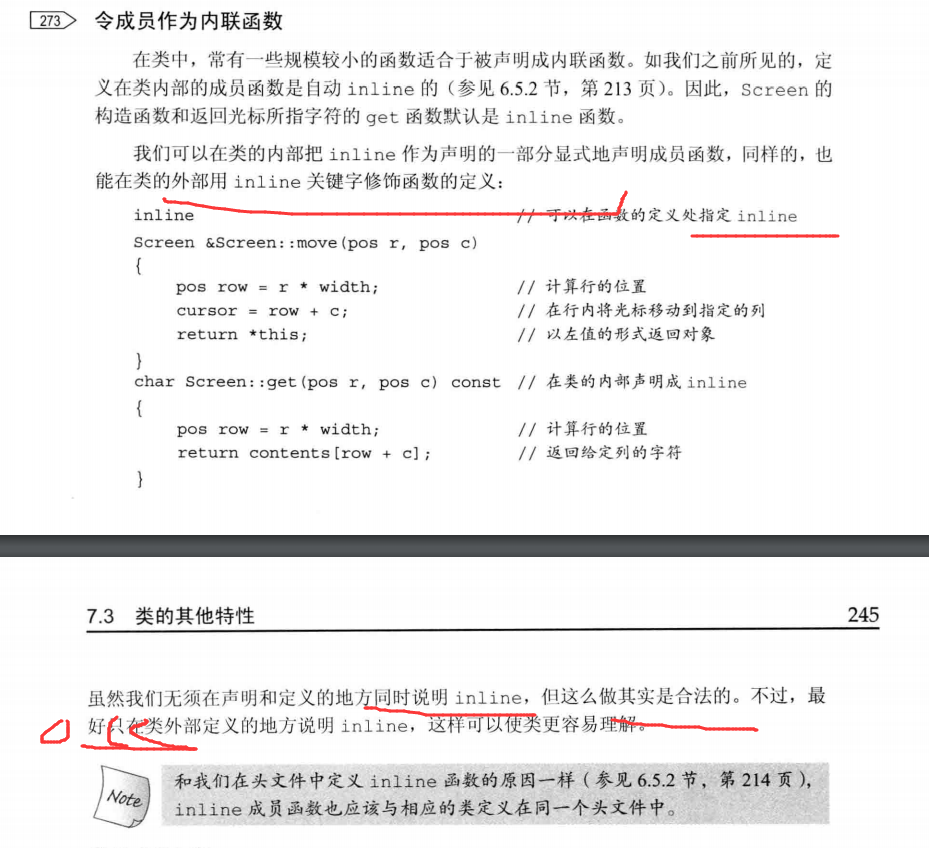 273 令成员作为内联函数
在类中，常有一些规模较小的函数适合于被声明成内联函数。如我们之前所见的，定
义在类内部的成员函数是自动 inline 的（参见 6.5.2 节，第 213 页）。因此，Screen 的
构造函数和返回光标所指字符的 get 函数默认是 inline 函数。
我们可以在类的内部把 inline 作为声明的一部分显式地声明成员函数，同样的，也
能在类的外部用 inline 关键字修饰函数的定义：
inline // 可以在函数的定义处指定 inline
Screen &Screen::move(pos r, pos c)
{
pos row = r * width; // 计算行的位置
cursor = row + c; // 在行内将光标移动到指定的列
return *this; // 以左值的形式返回对象
}
char Screen::get(pos r, pos c) const // 在类的内部声明成 inline
{
pos row = r * width; // 计算行的位置
return contents[row + c]; // 返回给定列的字符
}
7.3 类的其他特性 245
虽然我们无须在声明和定义的地方同时说明 inline，但这么做其实是合法的。不过，最
好只在类外部定义的地方说明 inline，这样可以使类更容易理解。
Note 和我们在头文件中定义 inline 函数的原因一样（参见 6.5.2 节，第 214 页），
inline 成员函数也应该与相应的类定义在同一个头文件中。